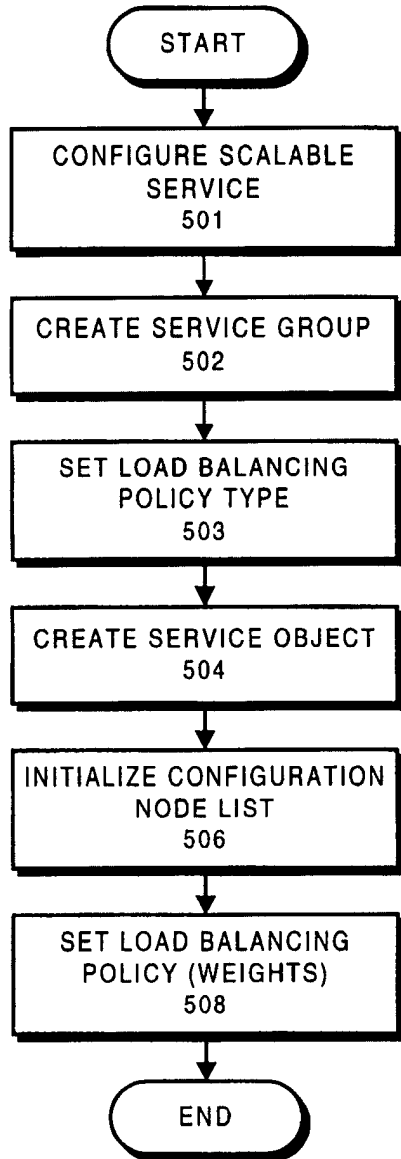 START
CONFIGURE SCALABLE
SERVICE
501
CREATE SERVICE GROUP
502
SET LOAD BALANCING
POLICY TYPE
503
CREATE SERVICE OBJECT
504
INITIALIZE CONFIGURATION
NODE LIST
506
SET LOAD BALANCING
POLICY (WEIGHTS)
508
END